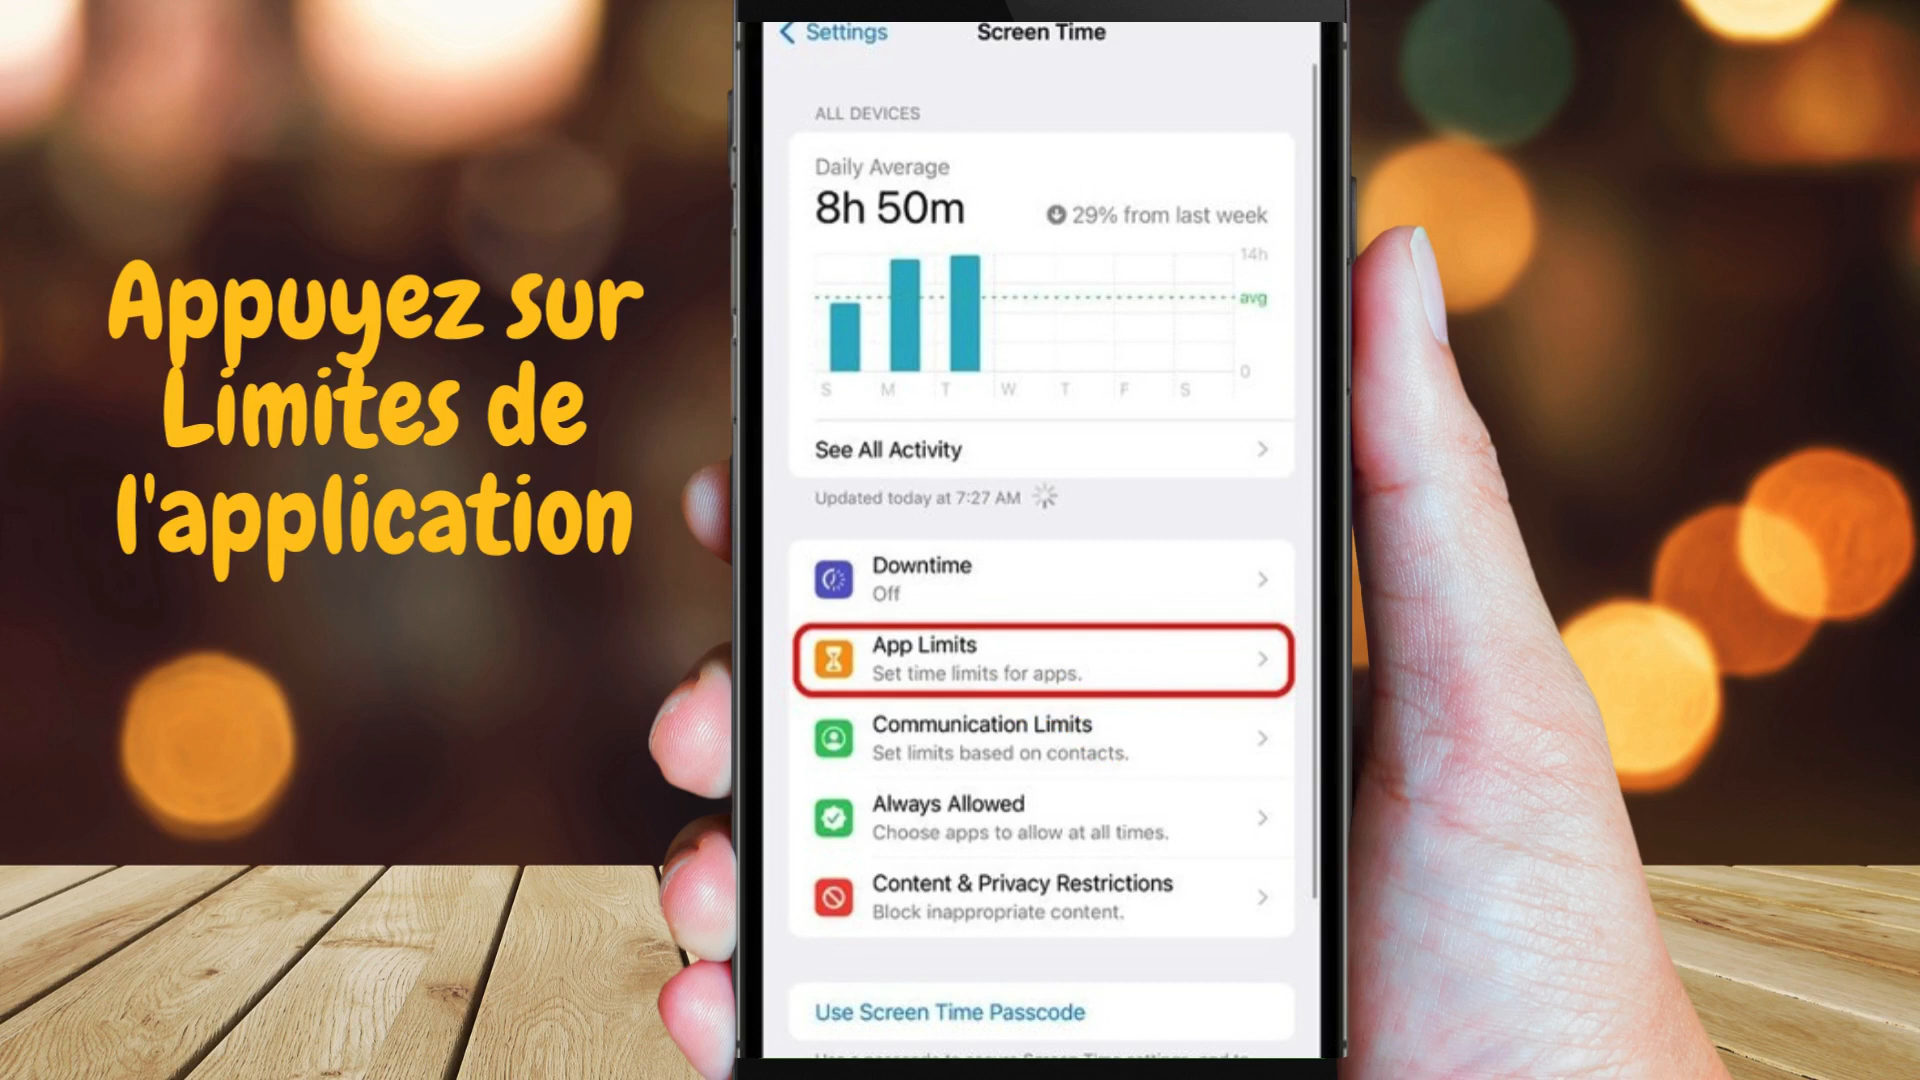 Appuyez sur
Limites de
l'application
Settings
Screen Time
ALL DEVICES
Daily Average
8h 50m
29% from last week
14h
avg
0
S M T W T F S
See All Activity
Updated today at 7:27 AM
Downtime
Off
App Limits
Set time limits for apps.
Communication Limits
Set limits based on contacts.
Always Allowed
Choose apps to allow at all times.
Content & Privacy Restrictions
Block inappropriate content.
Use Screen Time Passcode